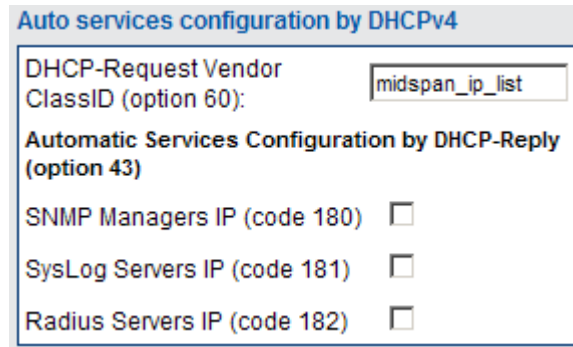 Auto services configuration by DHCPv4
DHCP-Request Vendor
ClassID (option 60):
midspan_ip_list
Automatic Services Configuration by DHCP-Reply
(option 43)
SNMP Managers IP (code 180)
SysLog Servers IP (code 181)
Radius Servers IP (code 182)